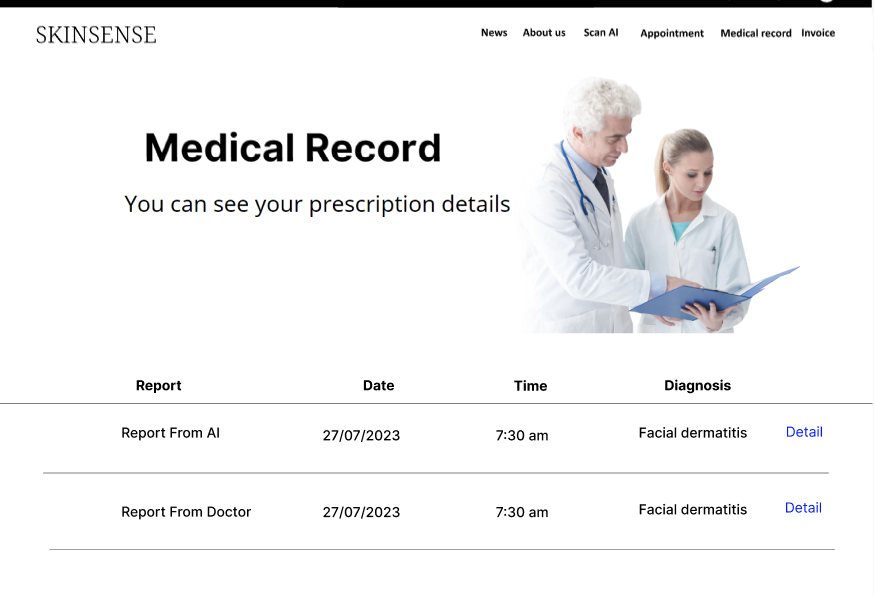 SKINSENSE
News About us Scan AI Appointment Medical record Invoice
Medical Record
You can see your prescription details
Report Date Time Diagnosis
Report From AI 27/07/2023 7:30 am Facial dermatitis Detail
Report From Doctor 27/07/2023 7:30 am Facial dermatitis Detail